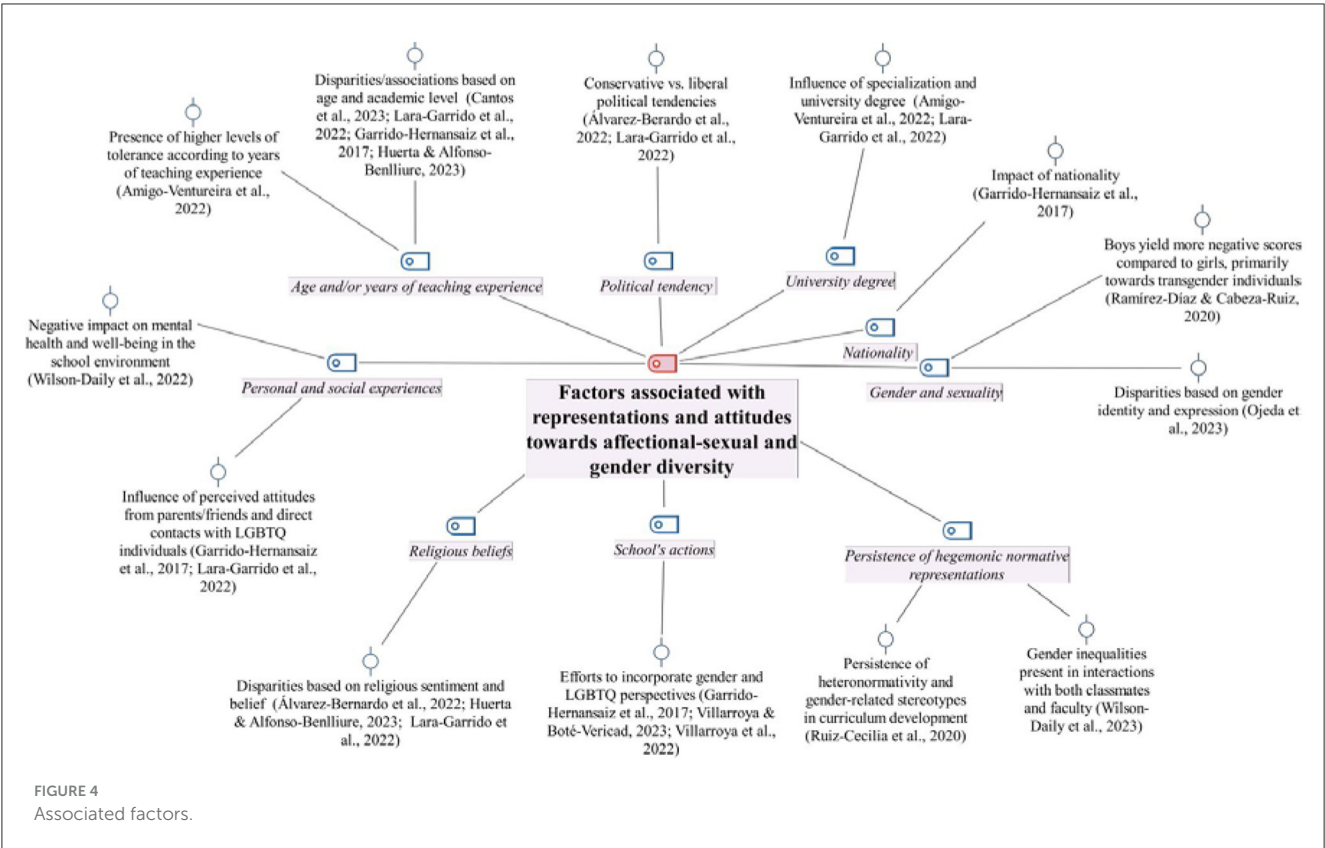 Disparities/associations based on
age and academic level (Cantos
et al., 2023; Lara-Garrido et al.,
2022; Garrido-Hernansaiz et al.,
2017; Huerta & Alfonso-
Benlliure, 2023)
Conservative vs. liberal
political tendencies
(Álvarez-Berardo et al.,
2022; Lara-Garrido et al.,
2022)
Influence of specialization and
university degree (Amigo-
Ventureira et al., 2022; Lara-
Garrido et al., 2022)
Presence of higher levels of
tolerance according to years
of teaching experience
(Amigo-Ventureira et al.,
2022)
Impact of nationality
(Garrido-Hernansaiz et al.,
2017)
Boys yield more negative scores
compared to girls, primarily
towards transgender individuals
(Ramírez-Díaz & Cabeza-Ruiz,
2020)
Age and/or years of teaching experience
Political tendency
University degree
Nationality
Gender and sexuality
Negative impact on mental
health and well-being in the
school environment
(Wilson-Daily et al., 2022)
Personal and social experiences
Factors associated with
representations and attitudes
towards affectional-sexual and
gender diversity
Disparities based on gender
identity and expression (Ojeda et
al., 2023)
Influence of perceived attitudes
from parents/friends and direct
contacts with LGBTQ
individuals (Garrido-Hernansaiz
et al., 2017; Lara-Garrido et al.,
2022)
Religious beliefs
School's actions
Persistence of hegemonic normative
representations
Disparities based on religious sentiment and
belief (Álvarez-Bernardo et al., 2022; Huerta
& Alfonso-Benlliure, 2023; Lara-Garrido et
al., 2022)
Efforts to incorporate gender and
LGBTQ perspectives (Garrido-
Hernansaiz et al., 2017; Villarroya &
Boté-Vericad, 2023; Villarroya et al.,
2022)
Persistence of
heteronormativity and
gender-related stereotypes
in curriculum development
(Ruiz-Cecilia et al., 2020)
Gender inequalities
present in interactions
with both classmates
and faculty (Wilson-
Daily et al., 2023)
FIGURE 4
Associated factors.